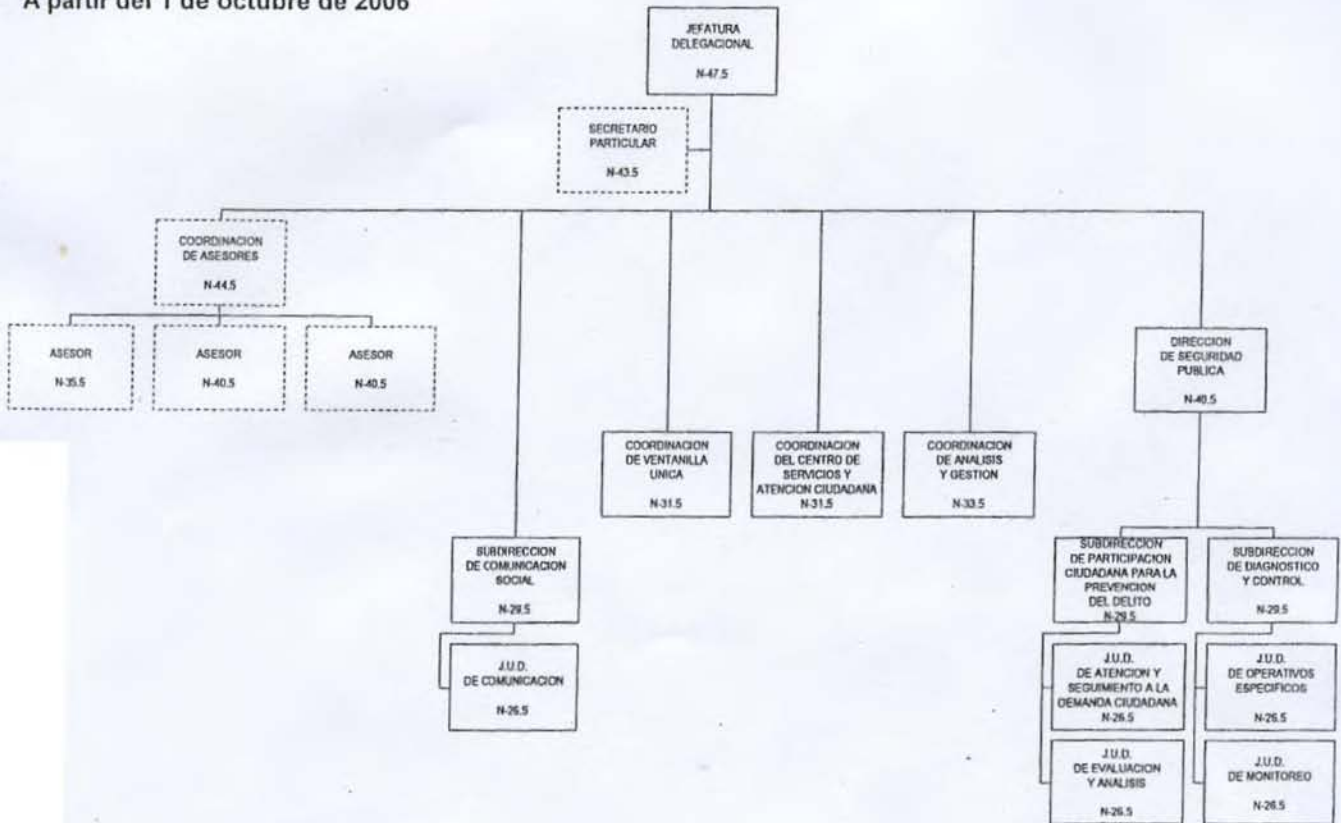 A partir del 1 de octubre de 2006
JEFATURA
DELEGACIONAL
N-47.5
SECRETARIO
PARTICULAR
N-43.5
COORDINACION
DE ASESORES
N-44.5
ASESOR
N-35.5
ASESOR
N-40.5
ASESOR
N-40.5
DIRECCION
DE SEGURIDAD
PUBLICA
N-40.5
COORDINACION
DE VENTANILLA
UNICA
N-31.5
COORDINACION
DEL CENTRO DE
SERVICIOS Y
ATENCION CIUDADANA
N-31.5
COORDINACION
DE ANALISIS
Y GESTION
N-33.5
SUBDIRECCION
DE COMUNICACION
SOCIAL
N-29.5
J.U.D.
DE COMUNICACION
N-26.5
SUBDIRECCION
DE PARTICIPACION
CIUDADANA PARA LA
PREVENCION
DEL DELITO
N-29.5
SUBDIRECCION
DE DIAGNOSTICO
Y CONTROL
N-29.5
J.U.D.
DE ATENCION Y
SEGUIMIENTO A LA
DEMANDA CIUDADANA
N-26.5
J.U.D.
DE OPERATIVOS
ESPECIFICOS
N-26.5
J.U.D.
DE EVALUACION
Y ANALISIS
N-26.5
J.U.D.
DE MONITOREO
N-26.5